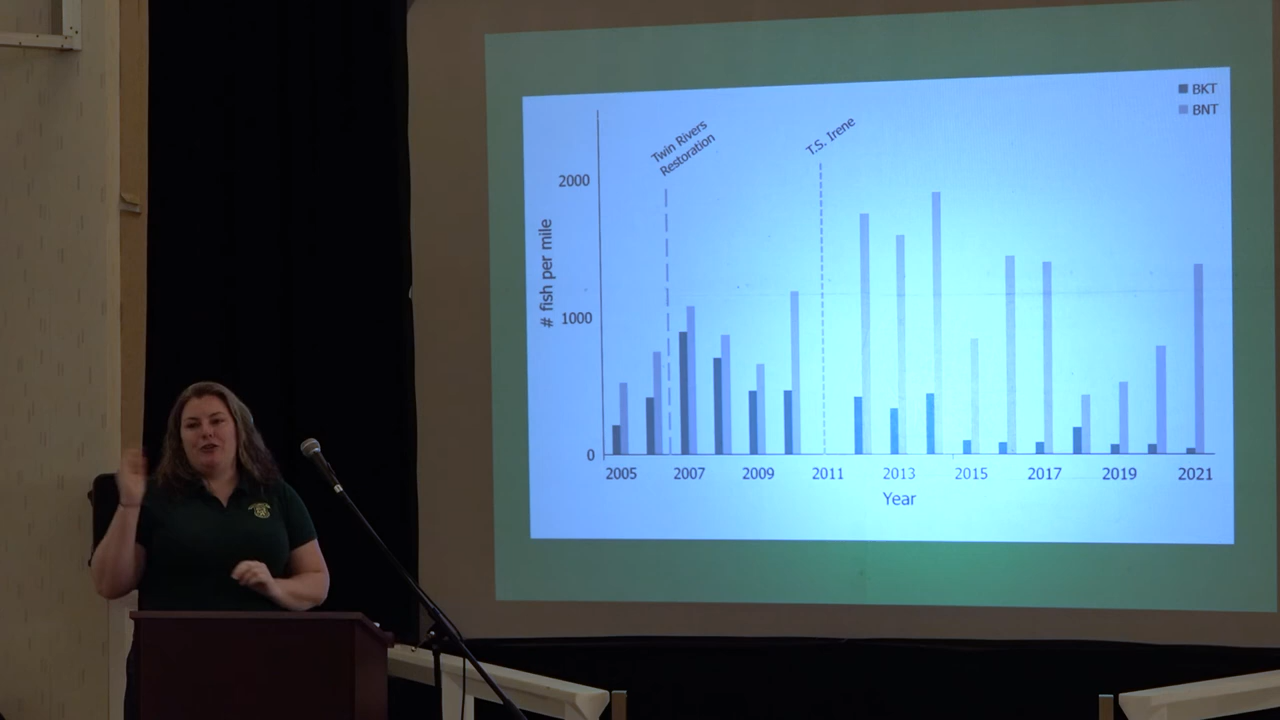 BKT
BNT
Twin Rivers
Restoration
T.S. Irene
2000
1000
0
# fish per mile
2005 2007 2009 2011 2013 2015 2017 2019 2021
Year